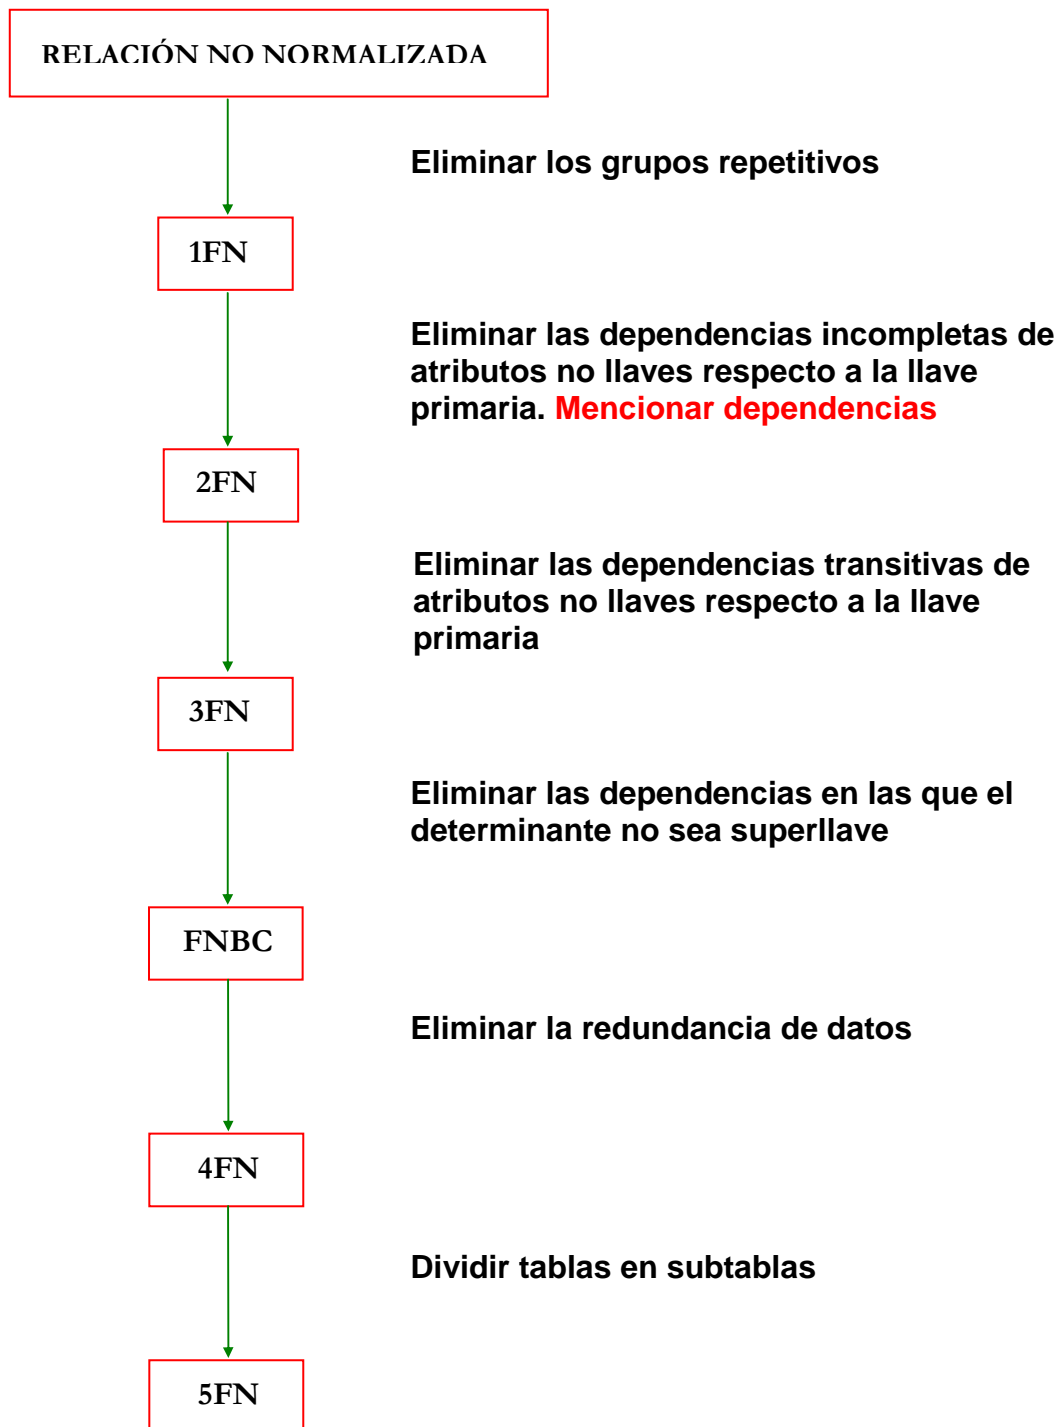 RELACIÓN NO NORMALIZADA
Eliminar los grupos repetitivos
1FN
Eliminar las dependencias incompletas de
atributos no llaves respecto a la llave
primaria. Mencionar dependencias
2FN
Eliminar las dependencias transitivas de
atributos no llaves respecto a la llave
primaria
3FN
Eliminar las dependencias en las que el
determinante no sea superllave
FNBC
Eliminar la redundancia de datos
4FN
Dividir tablas en subtablas
5FN